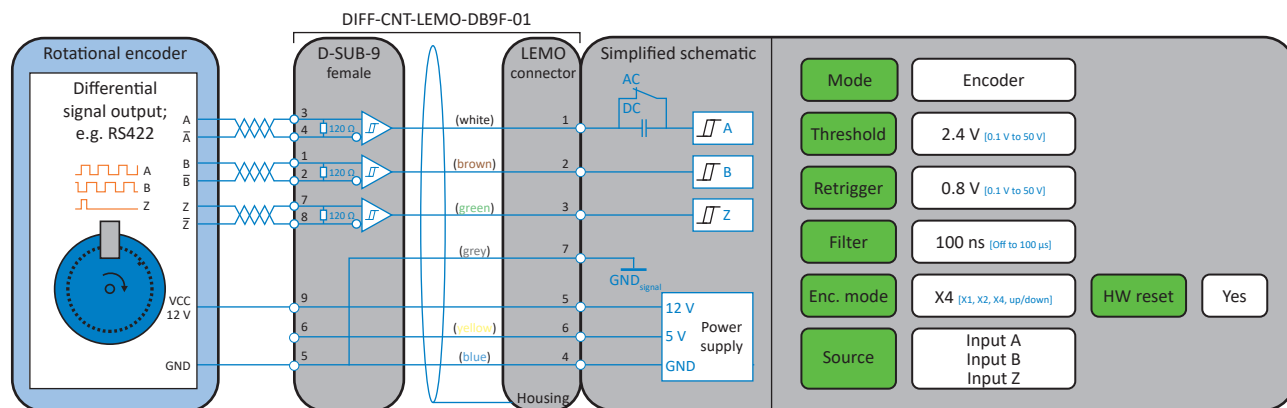 DIFF-CNT-LEMO-DB9F-01
Rotational encoder
Differential
signal output;
e.g. RS422
A
B
Z
A
A̅
B
B̅
Z
Z̅
VCC
12 V
GND
D-SUB-9
female
3
4
120 Ω
1
2
120 Ω
7
8
120 Ω
9
6
5
(white)
(brown)
(green)
(grey)
(yellow)
(blue)
LEMO
connector
1
2
3
7
5
6
4
Housing
Simplified schematic
AC
DC
A
B
Z
GND signal
12 V
5 V
GND
Power
supply
Mode
Encoder
Threshold
2.4 V [0.1 V to 50 V]
Retrigger
0.8 V [0.1 V to 50 V]
Filter
100 ns [Off to 100 µs]
Enc. mode
X4 [X1, X2, X4, up/down]
HW reset
Yes
Source
Input A
Input B
Input Z